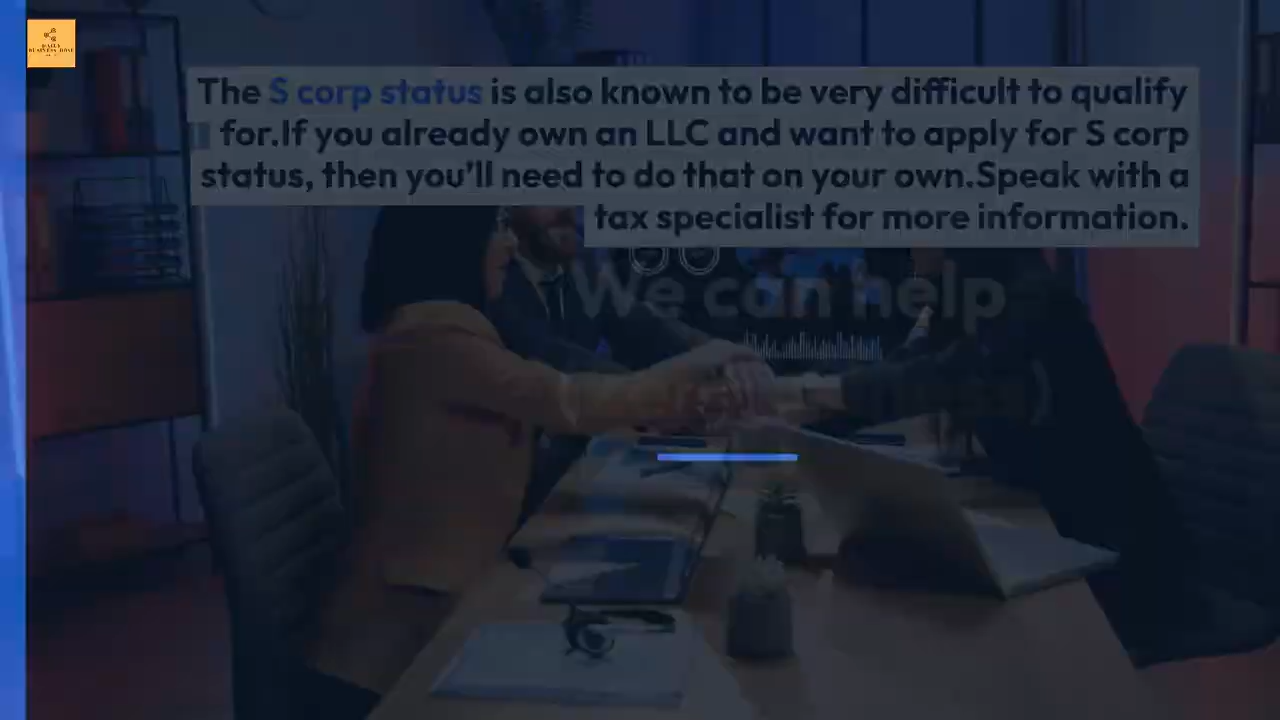 The S corp status is also known to be very difficult to qualify
for.If you already own an LLC and want to apply for S corp
status, then you'll need to do that on your own.Speak with a
tax specialist for more information.
We can help